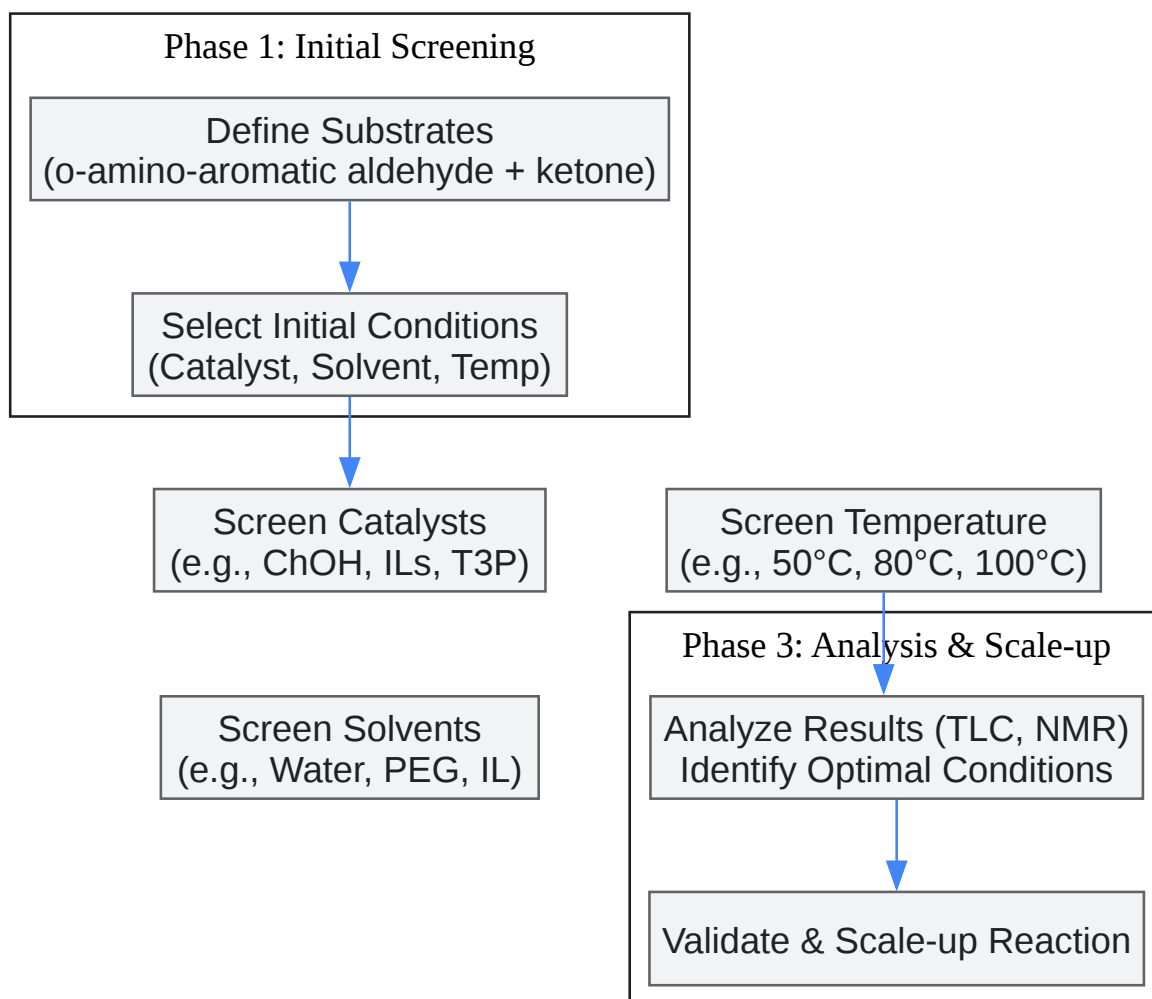 Phase 1: Initial Screening
Define Substrates
(o-amino-aromatic aldehyde + ketone)
Select Initial Conditions
(Catalyst, Solvent, Temp)
Screen Catalysts
(e.g., ChOH, ILs, T3P)
Screen Temperature
(e.g., 50°C, 80°C, 100°C)
Phase 3: Analysis & Scale-up
Screen Solvents
(e.g., Water, PEG, IL)
Analyze Results (TLC, NMR)
Identify Optimal Conditions
Validate & Scale-up Reaction